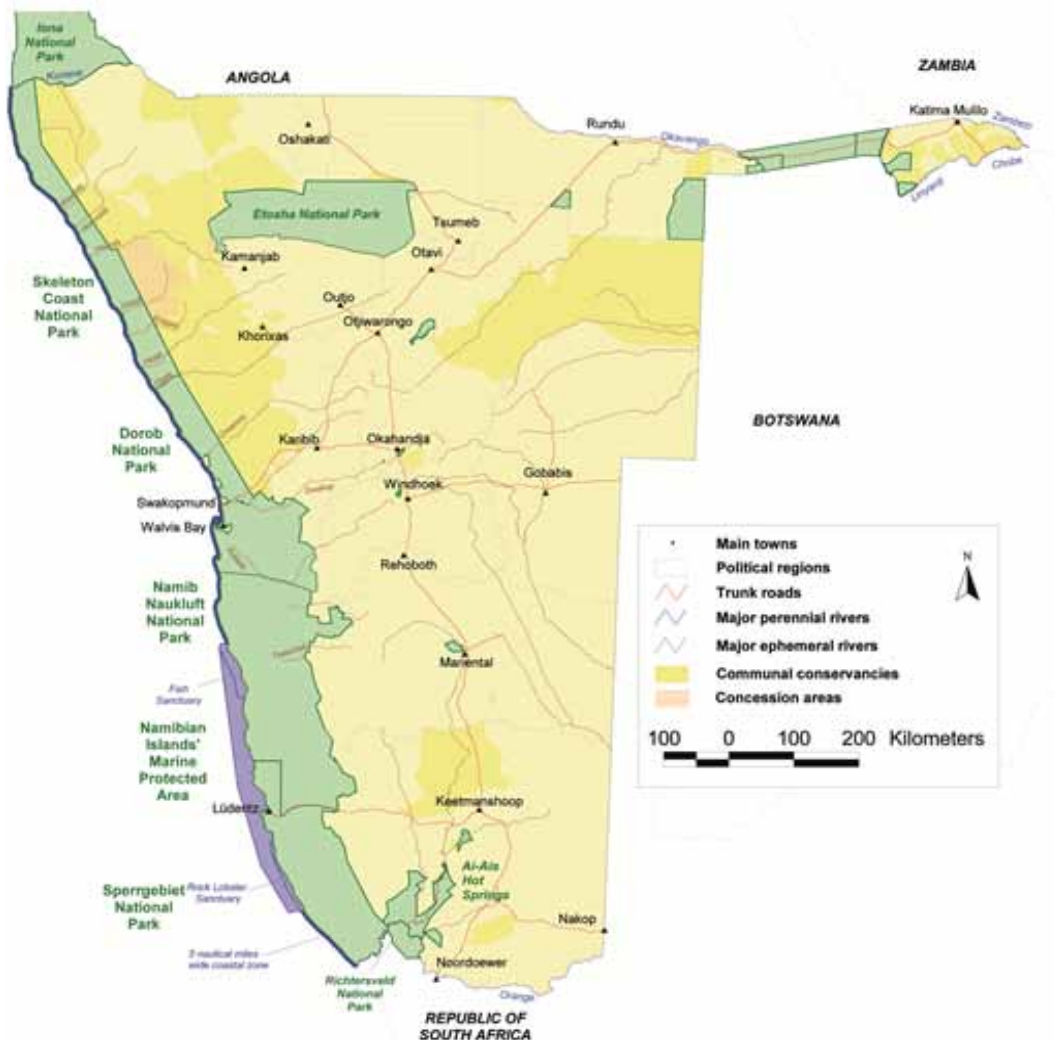 Iona
National
Park
Kunene
ANGOLA
ZAMBIA
Katima Mulilo
Zambezi
Chobe
Linyanti
Oshakati
Rundu
Okavango
Etosha National Park
Tsumeb
Otavi
Kamanjab
Outjo
Otjiwarongo
Khorixas
Skeleton
Coast
National
Park
BOTSWANA
Dorob
National
Park
Karibib
Okahandja
Gobabis
Windhoek
Swakopmund
Walvis Bay
Rehoboth
Namib
Naukluft
National
Park
Mariental
Fish
Sanctuary
Namibian
Islands'
Marine
Protected
Area
Lüderitz
Keetmanshoop
Ai-Ais
Hot
Springs
Sperrgebiet
National
Park
Rock Lobster
Sanctuary
Nakop
3 nautical miles
wide coastal zone
Noordoewer
Richtersveld
National
Park
Orange
REPUBLIC OF
SOUTH AFRICA
Main towns
Political regions
Trunk roads
Major perennial rivers
Major ephemeral rivers
Communal conservancies
Concession areas
N
100 0 100 200 Kilometers